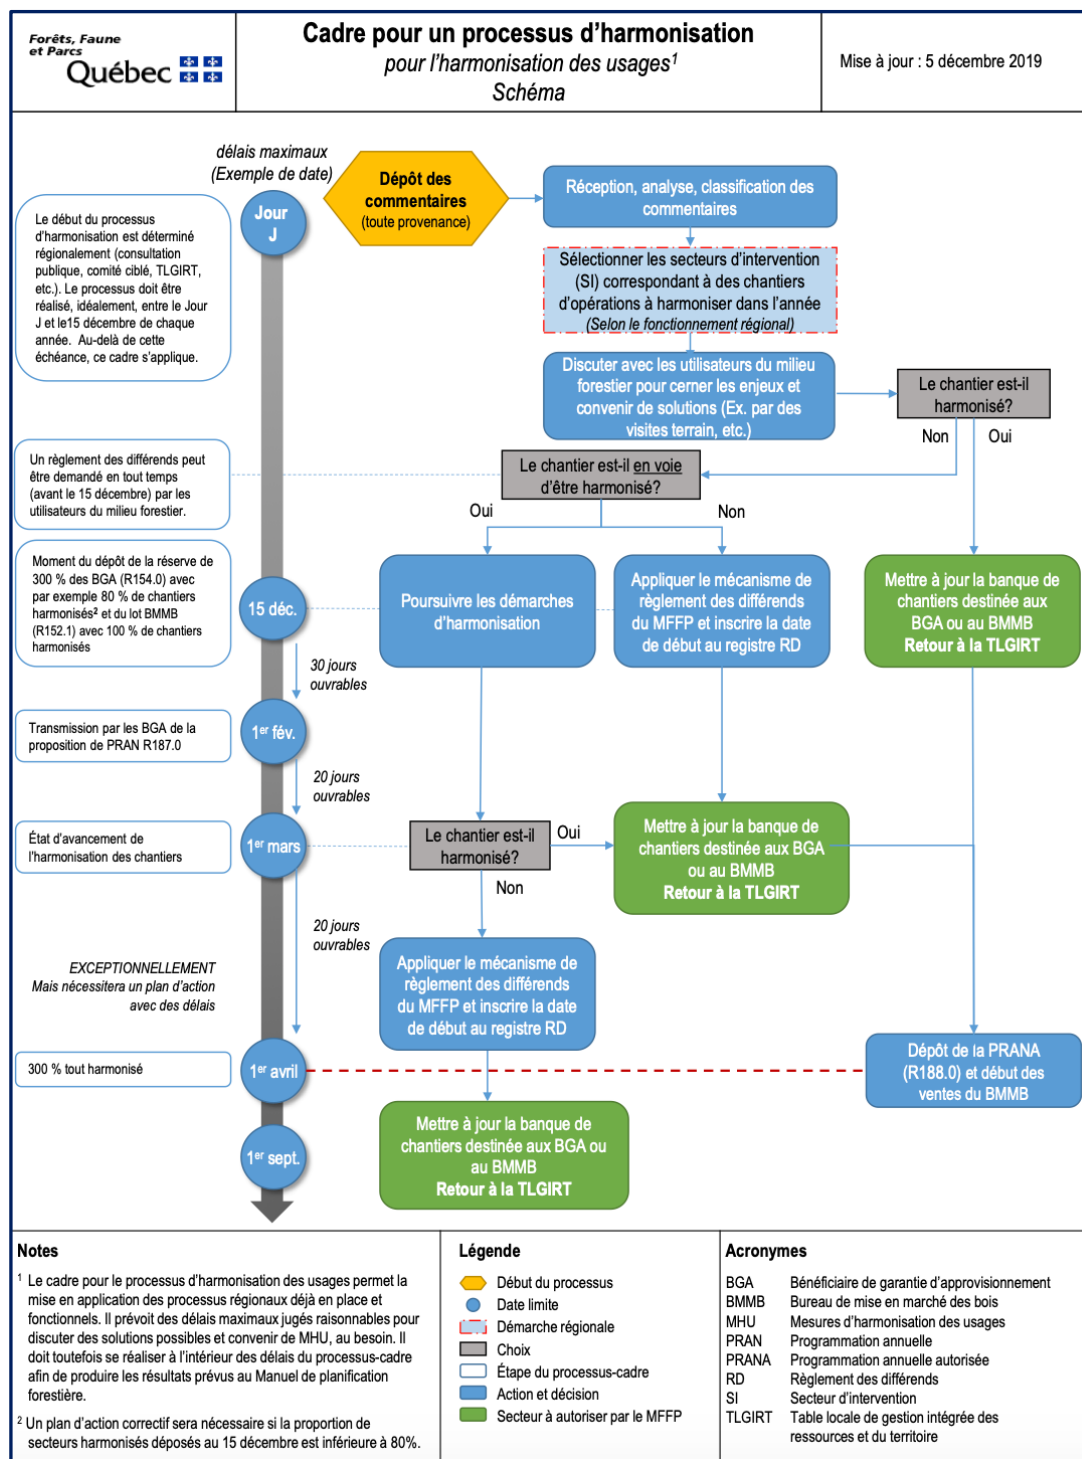 Forêts, Faune
et Parcs
Québec
Cadre pour un processus d'harmonisation
pour l'harmonisation des usages¹
Schéma
Mise à jour : 5 décembre 2019
délais maximaux
(Exemple de date)
Jour
J
Dépôt des
commentaires
(toute provenance)
Réception, analyse, classification des
commentaires
Le début du processus
d'harmonisation est déterminé
régionalement (consultation
publique, comité ciblé, TLGIRT,
etc.). Le processus doit être
réalisé, idéalement, entre le Jour
J et le15 décembre de chaque
année. Au-delà de cette
échéance, ce cadre s'applique.
Sélectionner les secteurs d'intervention
(SI) correspondant à des chantiers
d'opérations à harmoniser dans l'année
(Selon le fonctionnement régional)
Discuter avec les utilisateurs du milieu
forestier pour cerner les enjeux et
convenir de solutions (Ex. par des
visites terrain, etc.)
Le chantier est-il
harmonisé?
Non
Oui
Un règlement des différends peut
être demandé en tout temps
(avant le 15 décembre) par les
utilisateurs du milieu forestier.
Le chantier est-il en voie
d'être harmonisé?
Oui
Non
Moment du dépôt de la réserve de
300 % des BGA (R154.0) avec
par exemple 80 % de chantiers
harmonisés² et du lot BMMB
(R152.1) avec 100 % de chantiers
harmonisés
15 déc.
Poursuivre les démarches
d'harmonisation
Appliquer le mécanisme de
règlement des différends
du MFFP et inscrire la date
de début au registre RD
Mettre à jour la banque de
chantiers destinée aux
BGA ou au BMMB
Retour à la TLGIRT
30 jours
ouvrables
Transmission par les BGA de la
proposition de PRAN R187.0
1er fév.
20 jours
ouvrables
État d'avancement de
l'harmonisation des chantiers
1er mars
Le chantier est-il
harmonisé?
Oui
Non
Mettre à jour la banque de
chantiers destinée aux BGA
ou au BMMB
Retour à la TLGIRT
20 jours
ouvrables
EXCEPTIONNELLEMENT
Mais nécessitera un plan d'action
avec des délais
Appliquer le mécanisme de
règlement des différends
du MFFP et inscrire la date
de début au registre RD
300 % tout harmonisé
1er avril
Dépôt de la PRANA
(R188.0) et début des
ventes du BMMB
1er sept.
Mettre à jour la banque de
chantiers destinée aux BGA ou
au BMMB
Retour à la TLGIRT
Notes
¹ Le cadre pour le processus d'harmonisation des usages permet la
mise en application des processus régionaux déjà en place et
fonctionnels. Il prévoit des délais maximaux jugés raisonnables pour
discuter des solutions possibles et convenir de MHU, au besoin. Il
doit toutefois se réaliser à l'intérieur des délais du processus-cadre
afin de produire les résultats prévus au Manuel de planification
forestière.
² Un plan d'action correctif sera nécessaire si la proportion de
secteurs harmonisés déposés au 15 décembre est inférieure à 80%.
Légende
Début du processus
Date limite
Démarche régionale
Choix
Étape du processus-cadre
Action et décision
Secteur à autoriser par le MFFP
Acronymes
BGA Bénéficiaire de garantie d'approvisionnement
BMMB Bureau de mise en marché des bois
MHU Mesures d'harmonisation des usages
PRAN Programmation annuelle
PRANA Programmation annuelle autorisée
RD Règlement des différends
SI Secteur d'intervention
TLGIRT Table locale de gestion intégrée des
ressources et du territoire